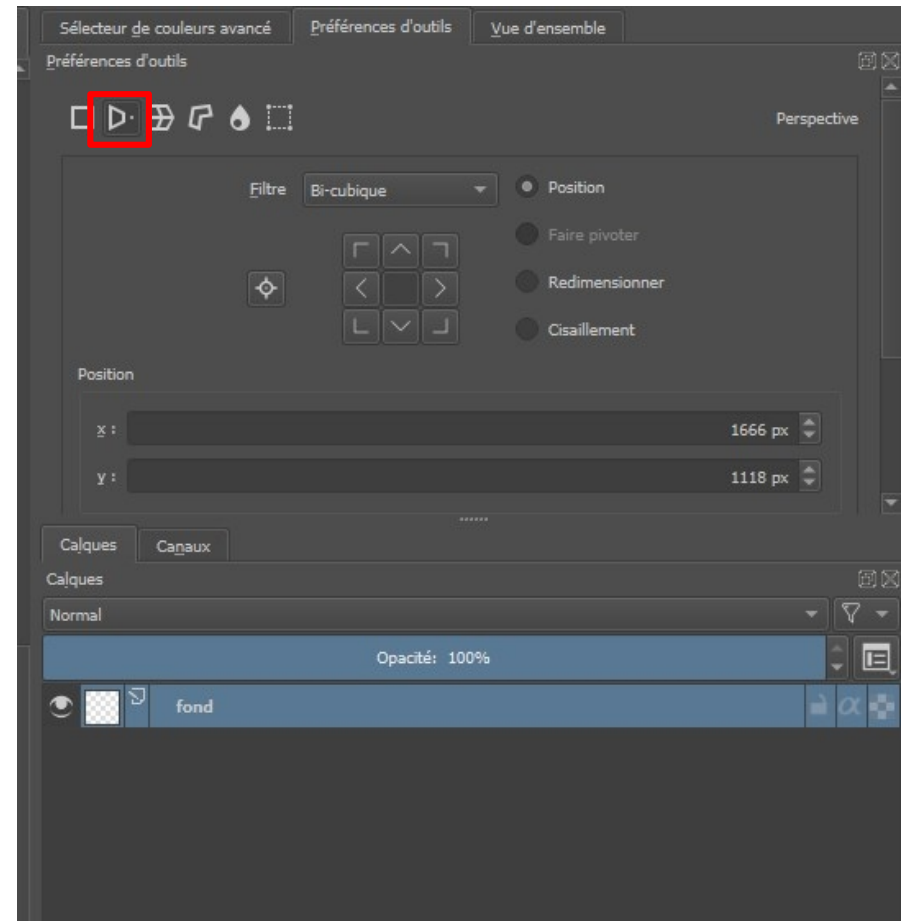 Sélecteur de couleurs avancé Préférences d'outils Vue d'ensemble
Préférences d'outils
Perspective
Filtre Bi-cubique Position
Faire pivoter
Redimensionner
Cisaillement
Position
x : 1666 px
y : 1118 px
Calques Canaux
Calques
Normal
Opacité: 100%
fond